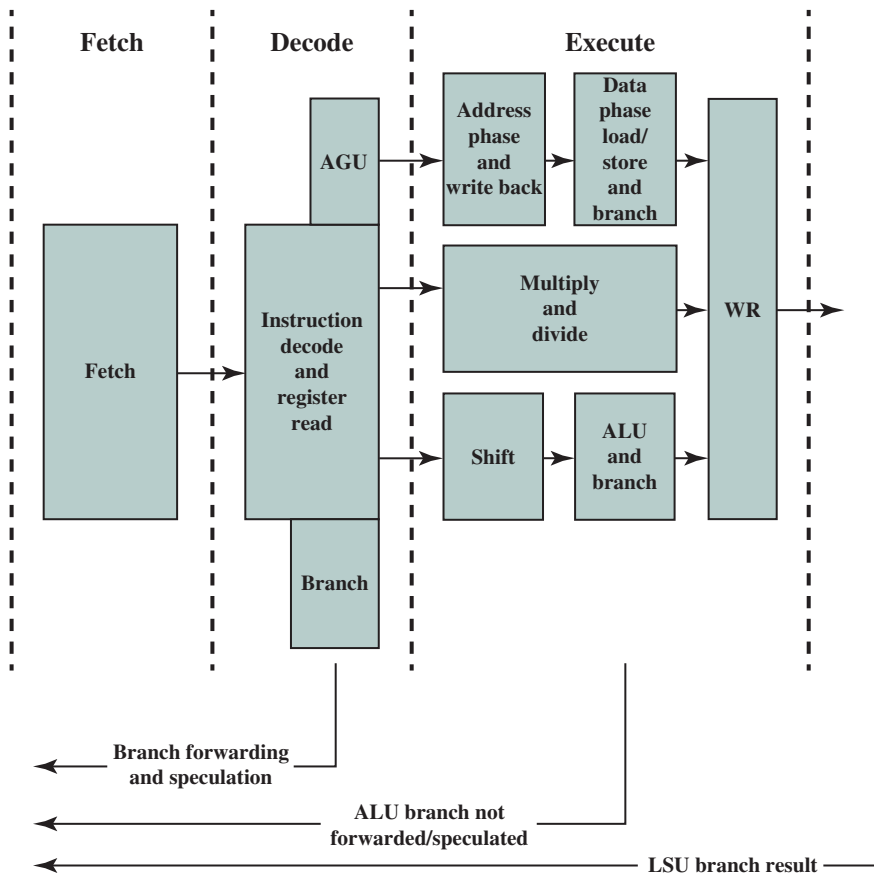 Fetch
Decode
Execute
AGU
Address
phase
and
write back
Data
phase
load/
store
and
branch
Fetch
Instruction
decode
and
register
read
Multiply
and
divide
WR
Shift
ALU
and
branch
Branch
Branch forwarding
and speculation
ALU branch not
forwarded/speculated
LSU branch result